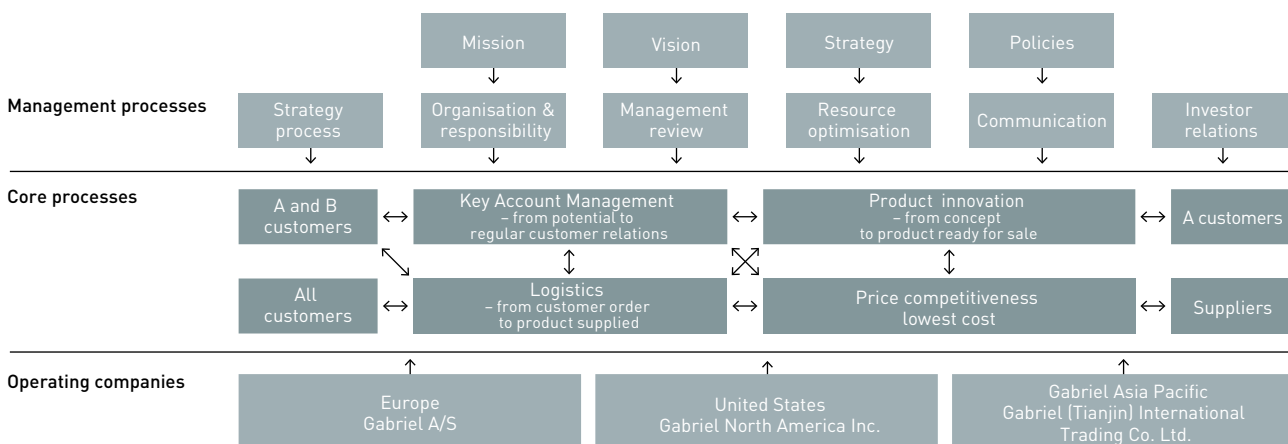 Mission
Vision
Strategy
Policies
Management processes
Strategy
process
Organisation &
responsibility
Management
review
Resource
optimisation
Communication
Investor
relations
Core processes
A and B
customers
Key Account Management
– from potential to
regular customer relations
Product innovation
– from concept
to product ready for sale
A customers
All
customers
Logistics
– from customer order
to product supplied
Price competitiveness
lowest cost
Suppliers
Operating companies
Europe
Gabriel A/S
United States
Gabriel North America Inc.
Gabriel Asia Pacific
Gabriel (Tianjin) International
Trading Co. Ltd.